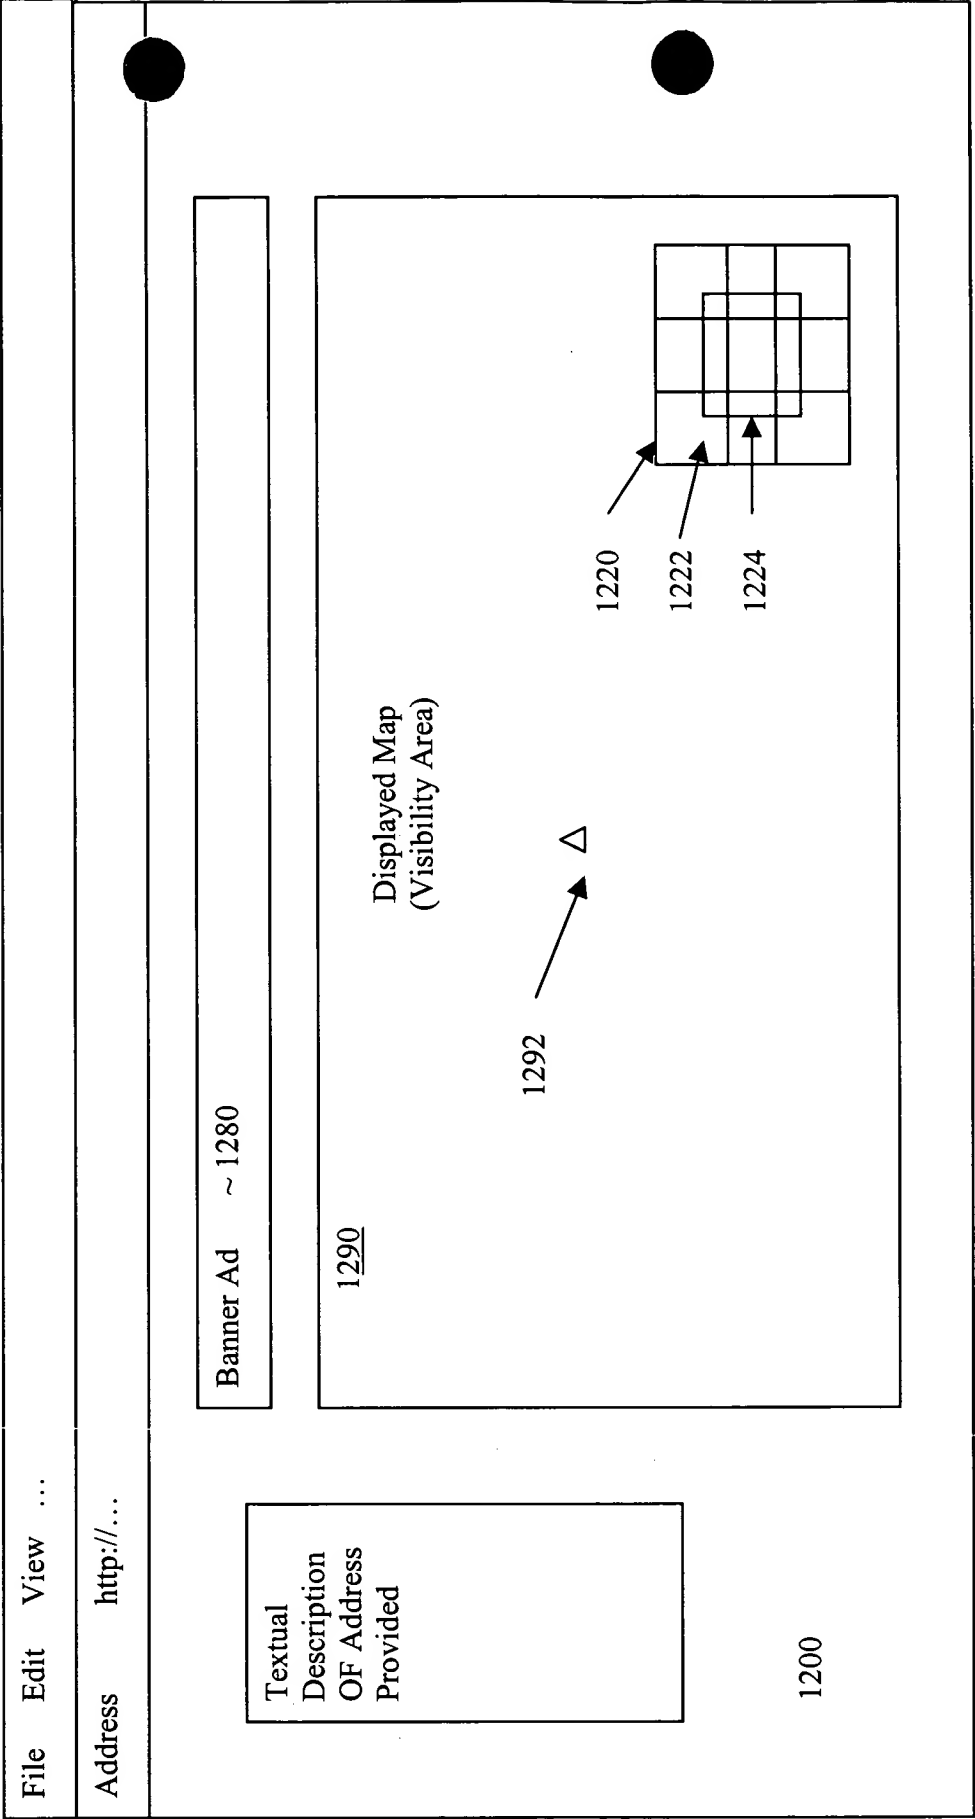 File Edit View ...
Address http://...
Banner Ad ~ 1280
1290
Displayed Map
(Visibility Area)
Textual
Description
OF Address
Provided
1292
1220
1222
1224
1200